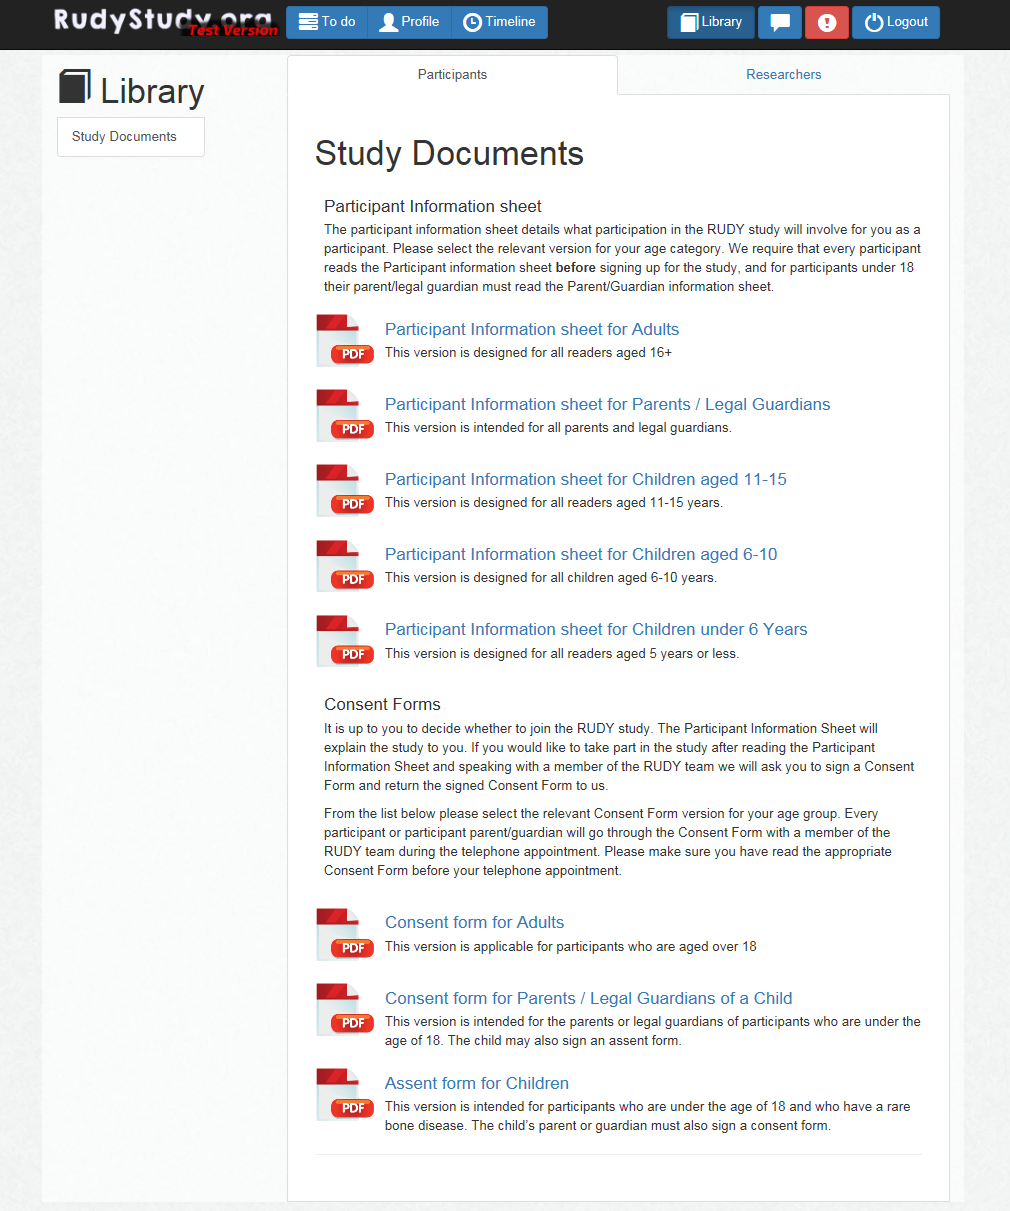 RudyStudy.org
Test Version
To do
Profile
Timeline
Library
Logout
Library
Study Documents
Participants
Researchers
Study Documents
Participant Information sheet
The participant information sheet details what participation in the RUDY study will involve for you as a
participant. Please select the relevant version for your age category. We require that every participant
reads the Participant information sheet before signing up for the study, and for participants under 18
their parent/legal guardian must read the Parent/Guardian information sheet.
PDF
Participant Information sheet for Adults
This version is designed for all readers aged 16+
PDF
Participant Information sheet for Parents / Legal Guardians
This version is intended for all parents and legal guardians.
PDF
Participant Information sheet for Children aged 11-15
This version is designed for all readers aged 11-15 years.
PDF
Participant Information sheet for Children aged 6-10
This version is designed for all children aged 6-10 years.
PDF
Participant Information sheet for Children under 6 Years
This version is designed for all readers aged 5 years or less.
Consent Forms
It is up to you to decide whether to join the RUDY study. The Participant Information Sheet will
explain the study to you. If you would like to take part in the study after reading the Participant
Information Sheet and speaking with a member of the RUDY team we will ask you to sign a Consent
Form and return the signed Consent Form to us.
From the list below please select the relevant Consent Form version for your age group. Every
participant or participant parent/guardian will go through the Consent Form with a member of the
RUDY team during the telephone appointment. Please make sure you have read the appropriate
Consent Form before your telephone appointment.
PDF
Consent form for Adults
This version is applicable for participants who are aged over 18
PDF
Consent form for Parents / Legal Guardians of a Child
This version is intended for the parents or legal guardians of participants who are under the
age of 18. The child may also sign an assent form.
PDF
Assent form for Children
This version is intended for participants who are under the age of 18 and who have a rare
bone disease. The child's parent or guardian must also sign a consent form.